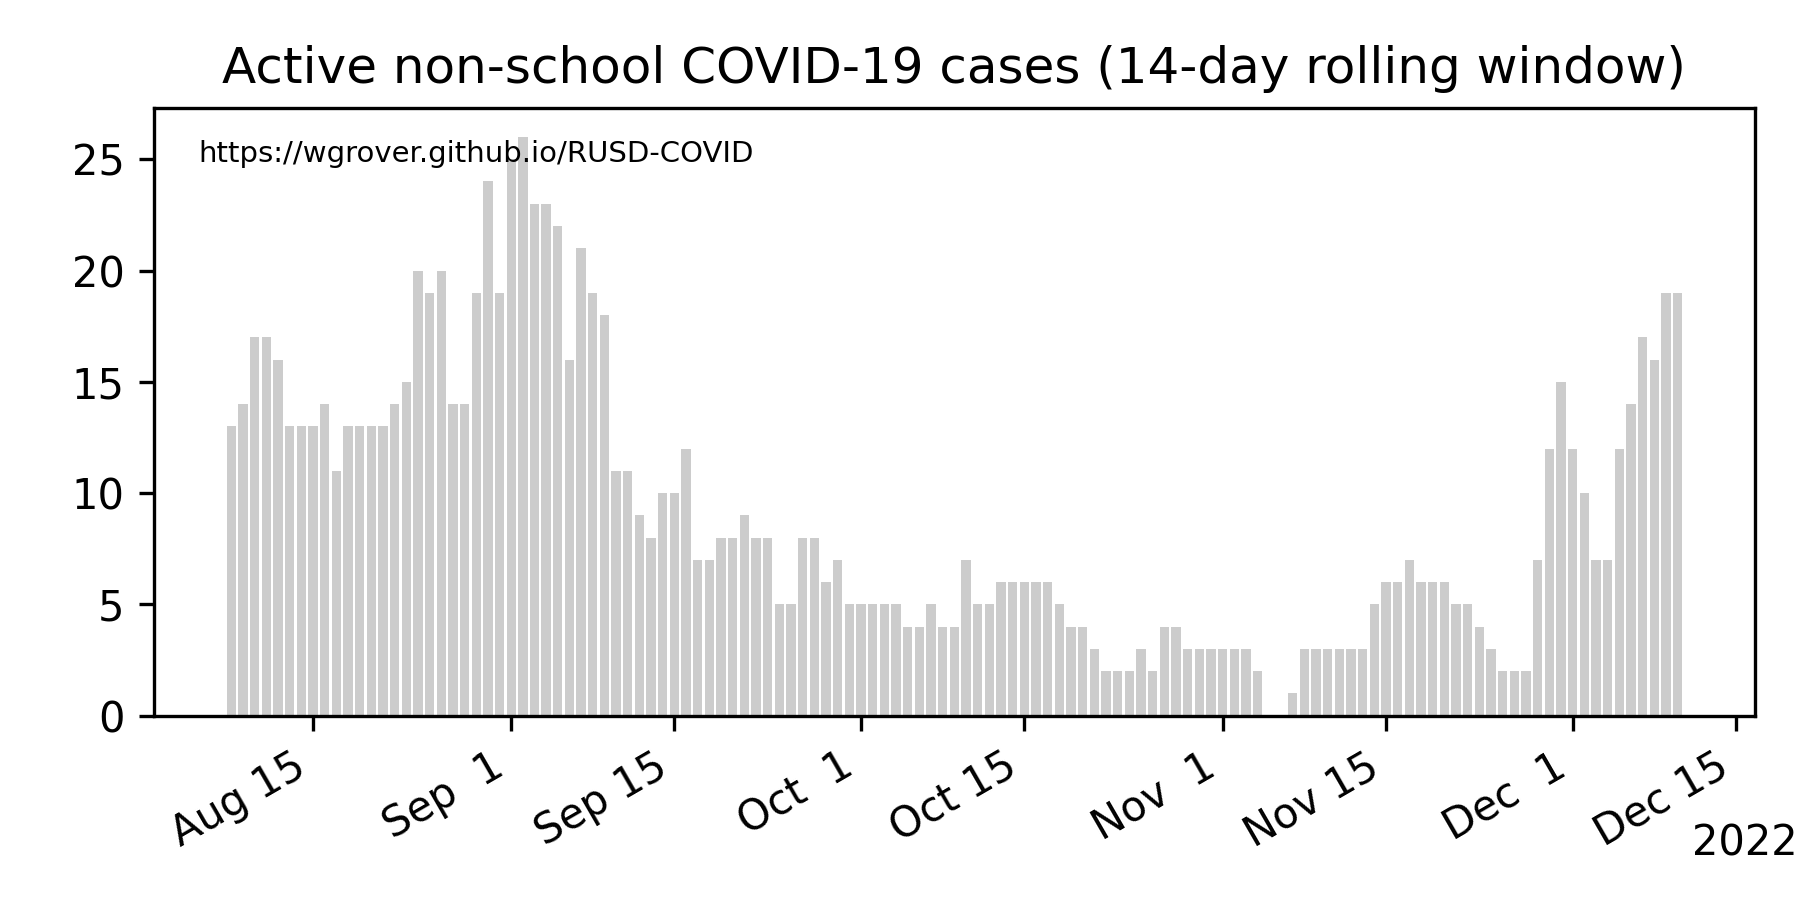 Active non-school COVID-19 cases (14-day rolling window)
https://wgrover.github.io/RUSD-COVID
25
20
15
10
5
0
Aug 15
Sep 1
Sep 15
Oct 1
Oct 15
Nov 1
Nov 15
Dec 1
Dec 15
2022